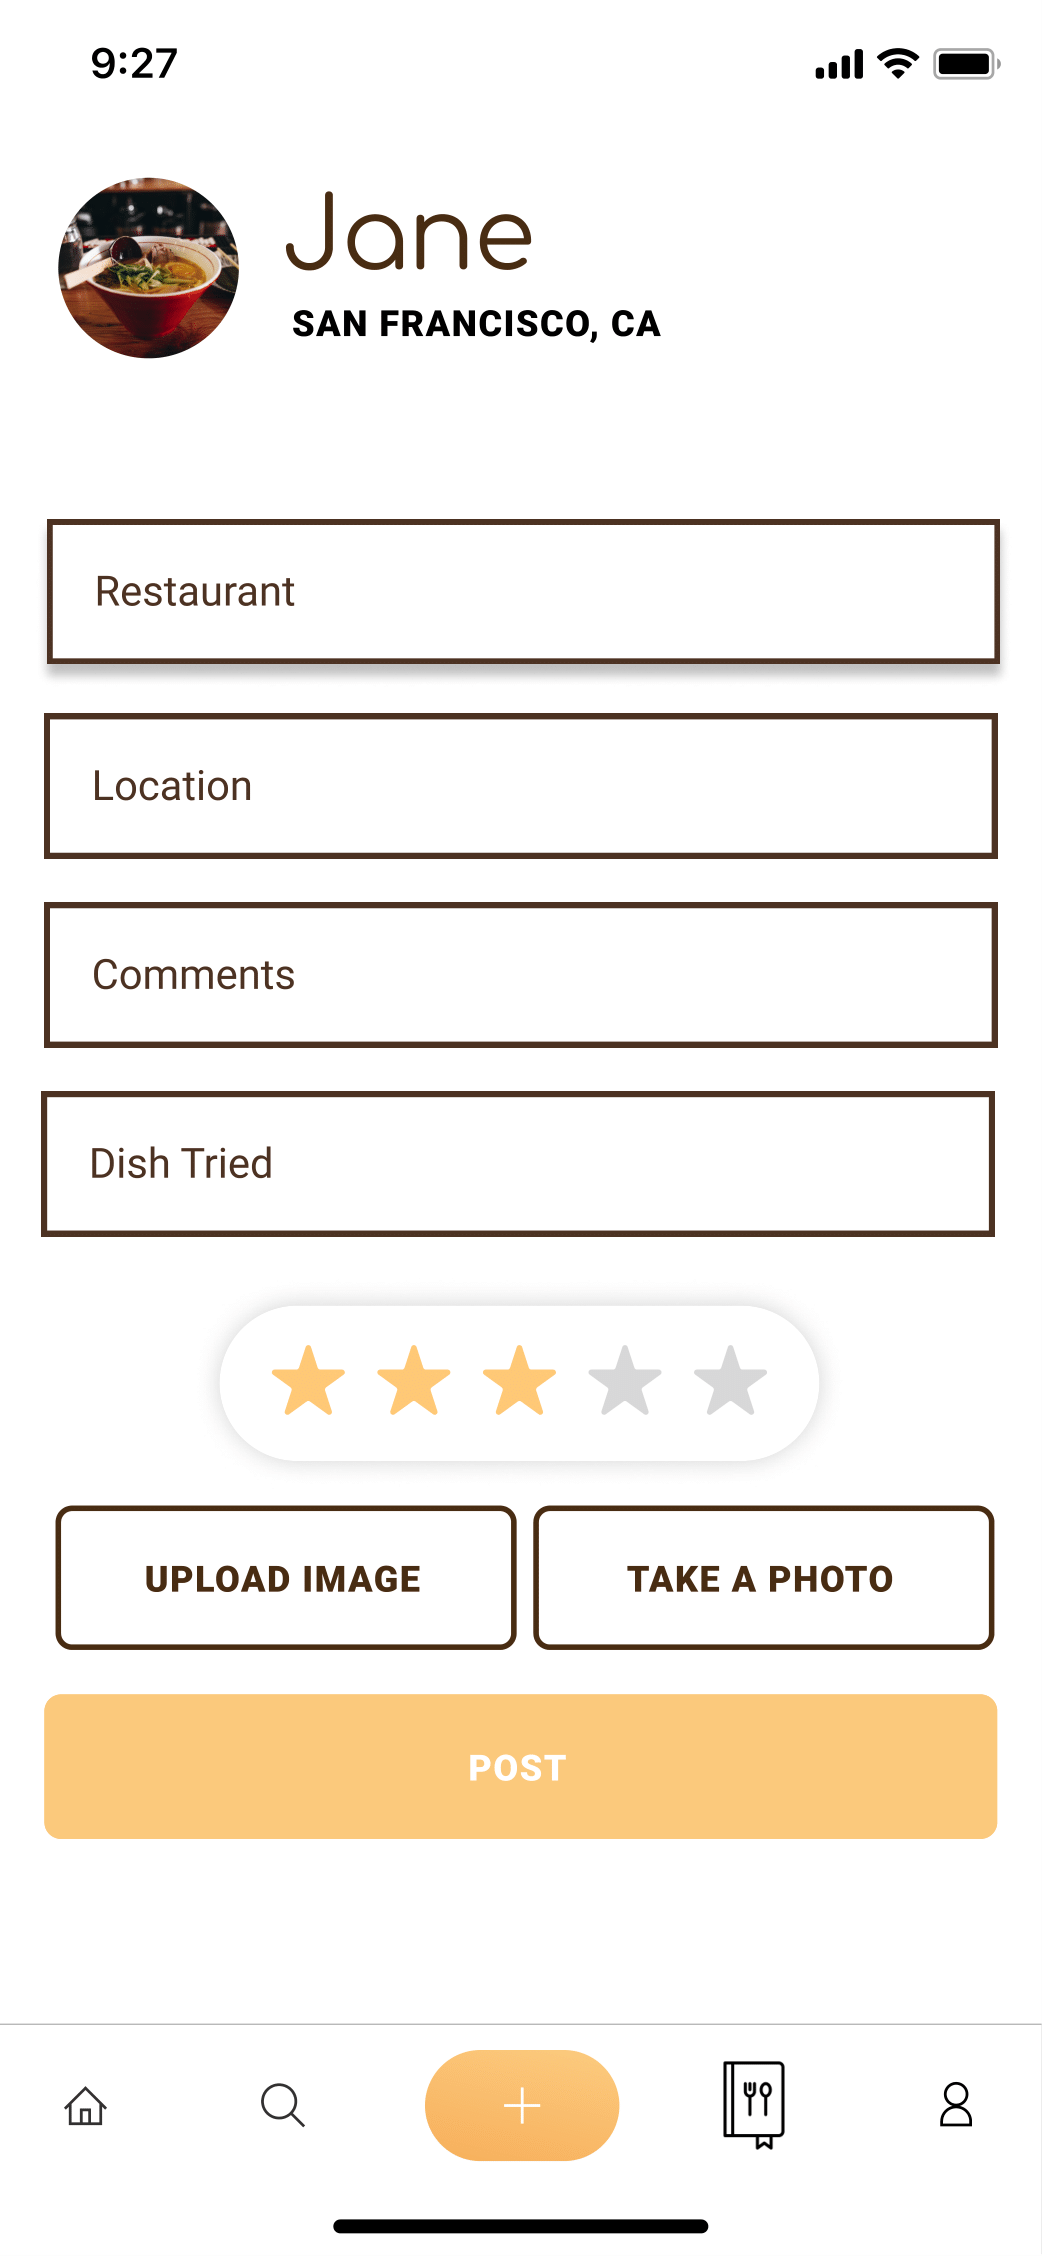 9:27
Jane
SAN FRANCISCO, CA
Restaurant
Location
Comments
Dish Tried
UPLOAD IMAGE
TAKE A PHOTO
POST